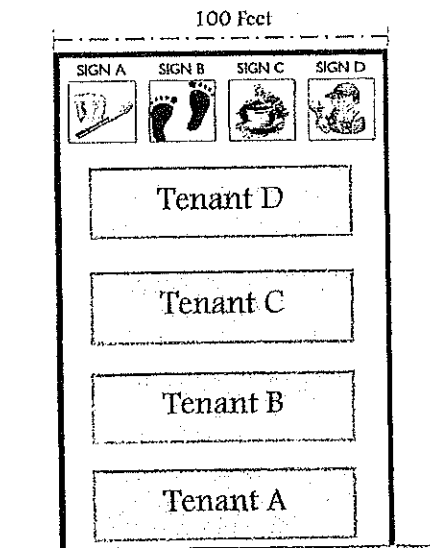 100 Feet
SIGN A SIGN B SIGN C SIGN D
Tenant D
Tenant C
Tenant B
Tenant A